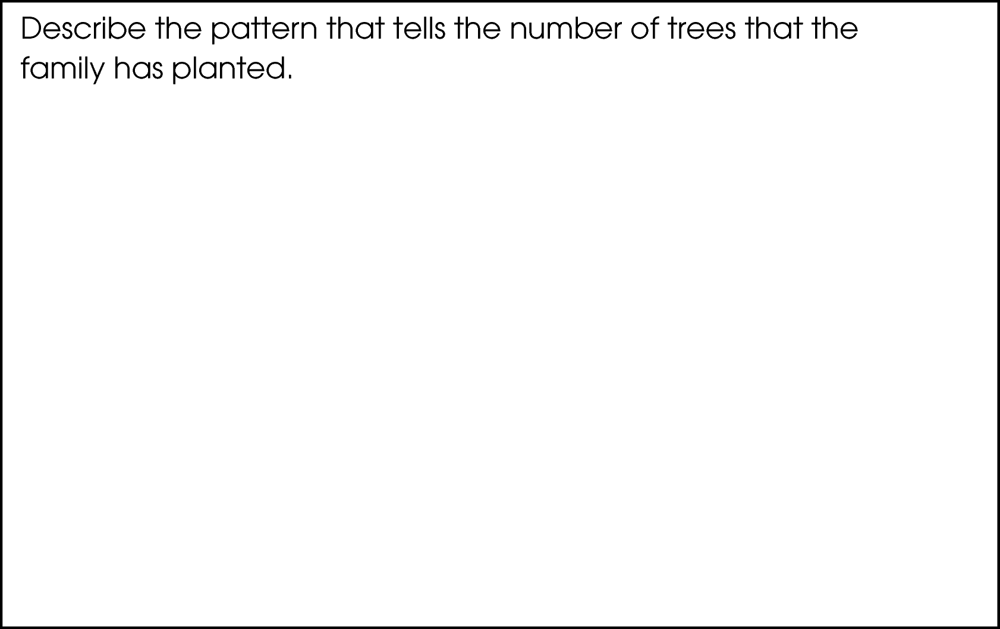 Describe the pattern that tells the number of trees that the
family has planted.